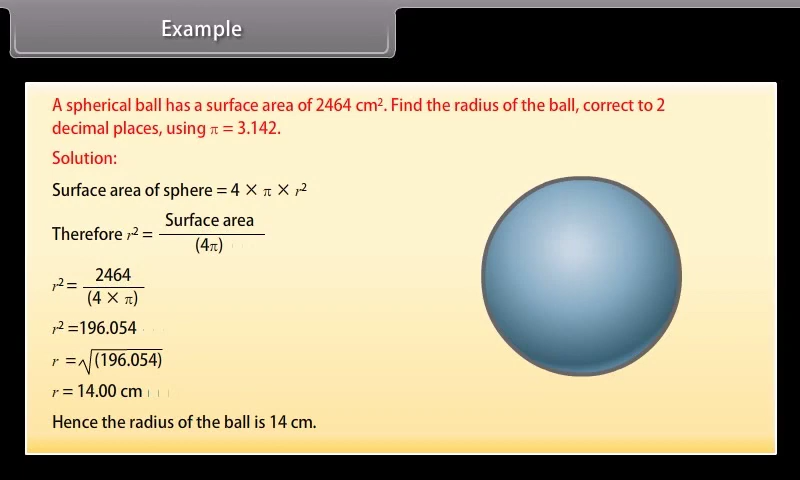 Example
A spherical ball has a surface area of 2464 cm². Find the radius of the ball, correct to 2
decimal places, using π = 3.142.
Solution:
Surface area of sphere = 4 × π × r²
Therefore r² = Surface area / (4π)
r² = 2464 / (4 × π)
r² =196.054
r = √(196.054)
r = 14.00 cm
Hence the radius of the ball is 14 cm.